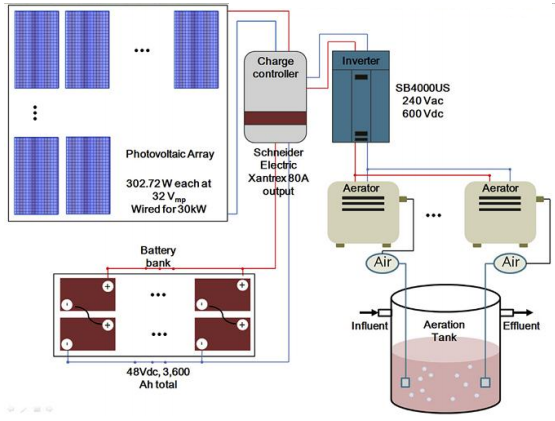 Photovoltaic Array
302.72 W each at
32 Vmp
Wired for 30kW
Charge
controller
Schneider
Electric
Xantrex 80A
output
Inverter
SB4000US
240 Vac
600 Vdc
Aerator
Aerator
Air
Air
Battery
bank
+
+
-
-
+
+
-
-
48Vdc, 3,600
Ah total
Influent
Aeration
Tank
Effluent